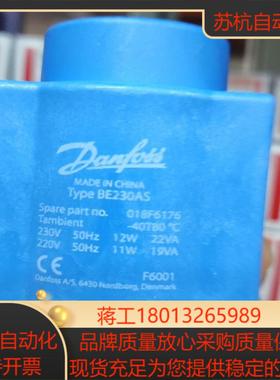 苏杭自动
Danfoss
MADE IN CHINA
Type BE230AS
Spare part no. 018F6176
Tambient -40T80 °C
230V 50Hz 12W 22VA
220V 50Hz 11W 19VA
CE F6001
Danfoss A/S, 6430 Nordborg, Denmark
蒋工18013265989
自动化
开票
品牌质量放心采购质量
现货充足为您提供稳定的